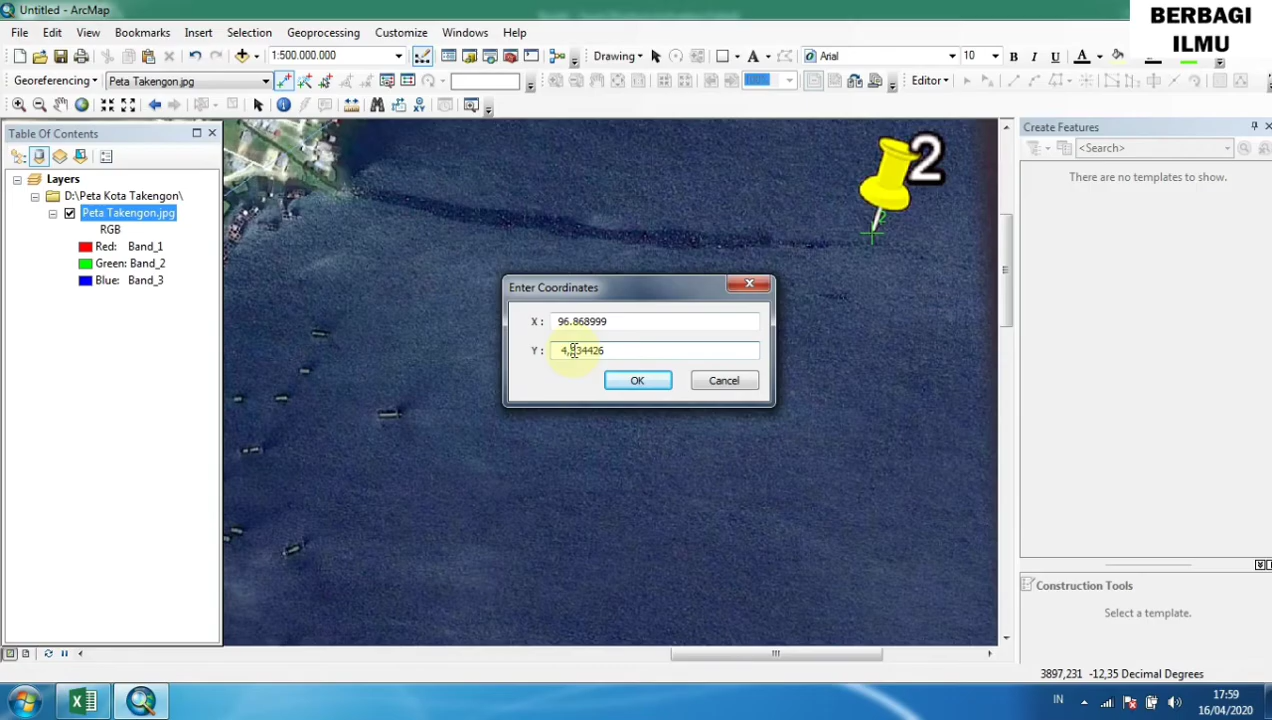 Untitled - ArcMap
BERBAGI
ILMU
File Edit View Bookmarks Insert Selection Geoprocessing Customize Windows Help
1:500.000.000 Drawing Arial 10 B I U A
Georeferencing Peta Takengon.jpg Editor
Table Of Contents
Layers
D:\Peta Kota Takengon\
Peta Takengon.jpg
RGB
Red: Band_1
Green: Band_2
Blue: Band_3
2
2
Enter Coordinates
X: 96.868999
Y:
OK Cancel
Create Features
<Search>
There are no templates to show.
Construction Tools
Select a template.
3897,231 -12,35 Decimal Degrees
IN
17:59
16/04/2020